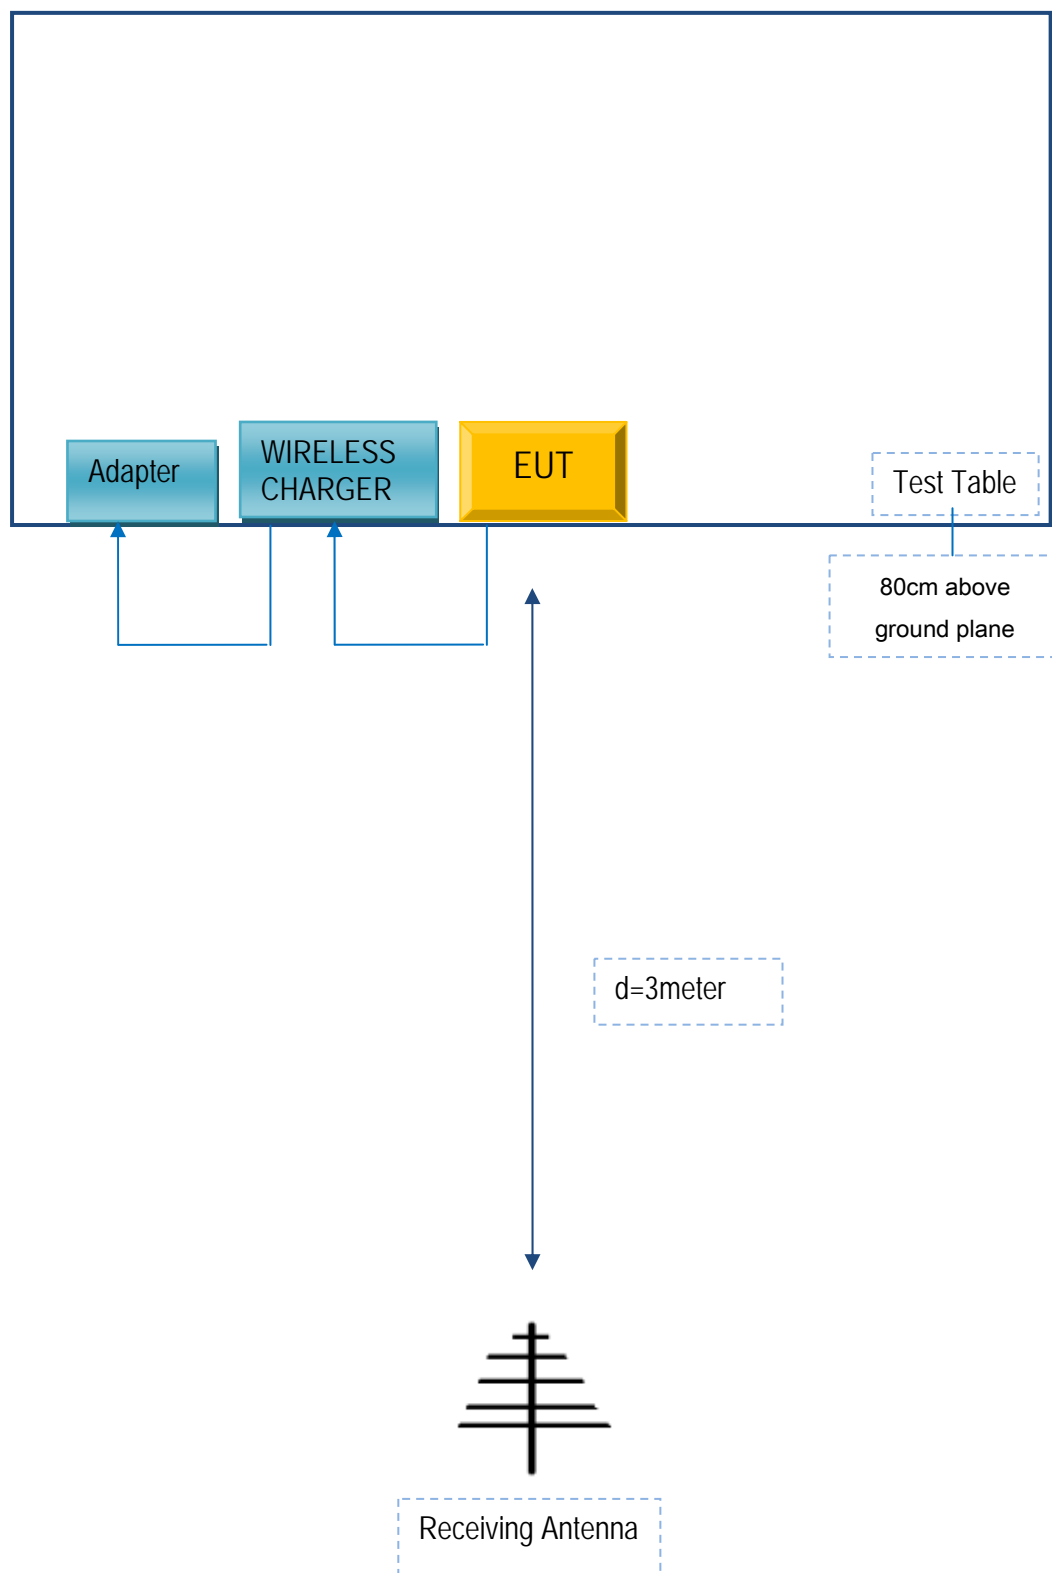 Adapter
WIRELESS
CHARGER
EUT
Test Table
80cm above
ground plane
d=3meter
Receiving Antenna